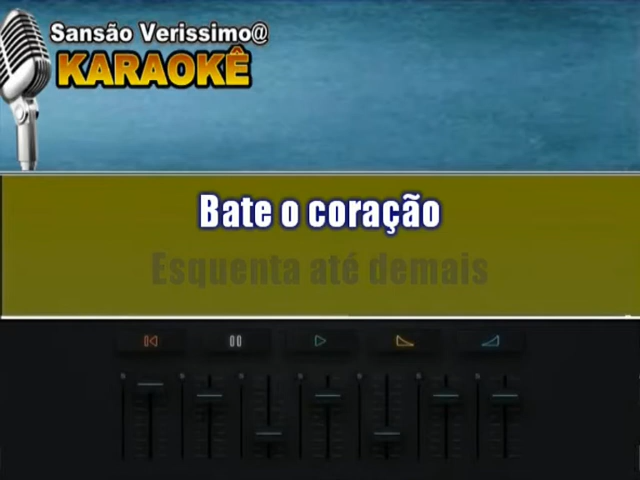 Sansão Verissimo@
KARAOKÊ
Bate o coração
Esquenta até demais